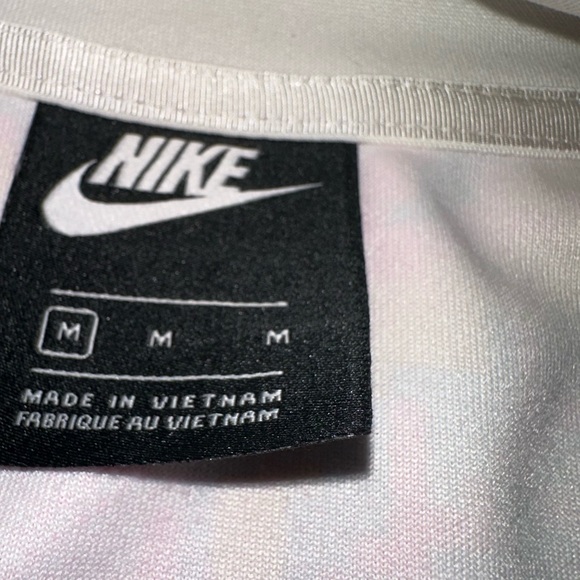 NIKE
M M M
MADE IN VIETNAM
FABRIQUE AU VIETNAM